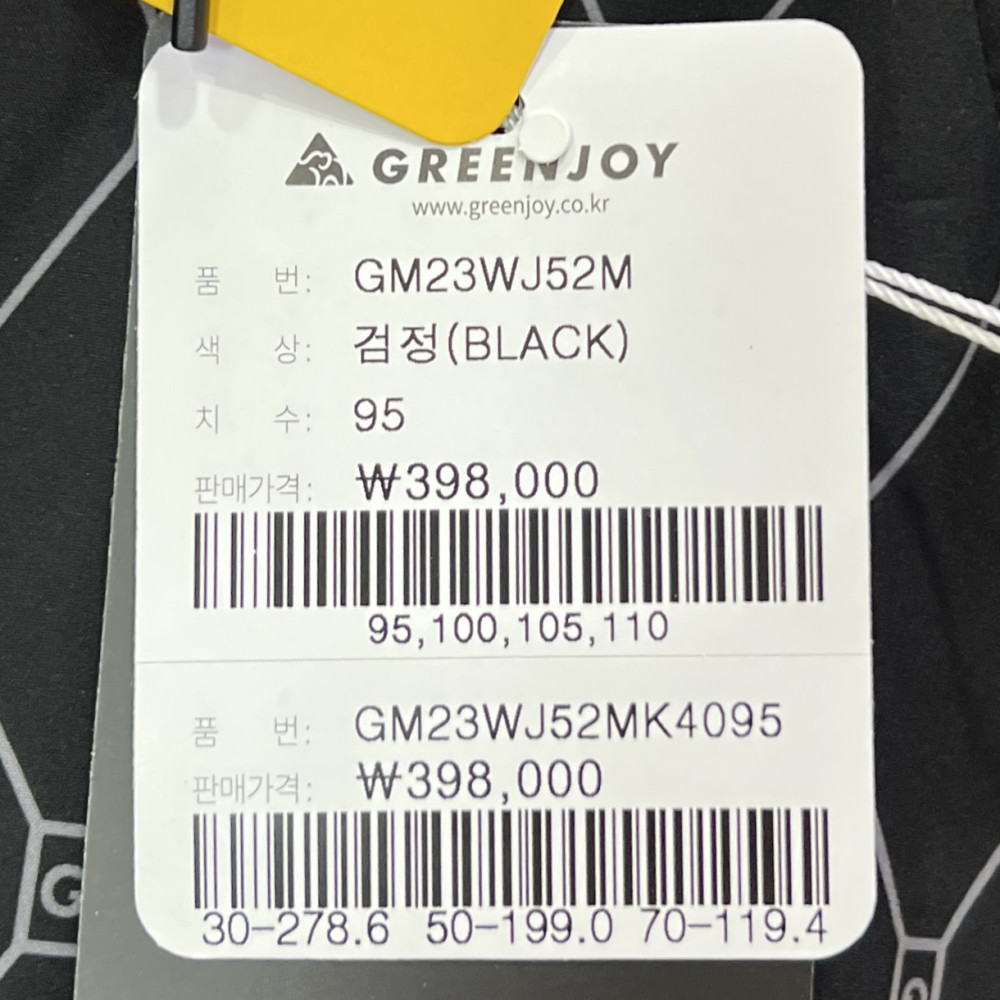 GREENJOY
www.greenjoy.co.kr
품 번: GM23WJ52M
색 상: 검정(BLACK)
치 수: 95
판매가격: ₩398,000
95,100,105,110
품 번: GM23WJ52MK4095
판매가격: ₩398,000
30-278.6 50-199.0 70-119.4
G